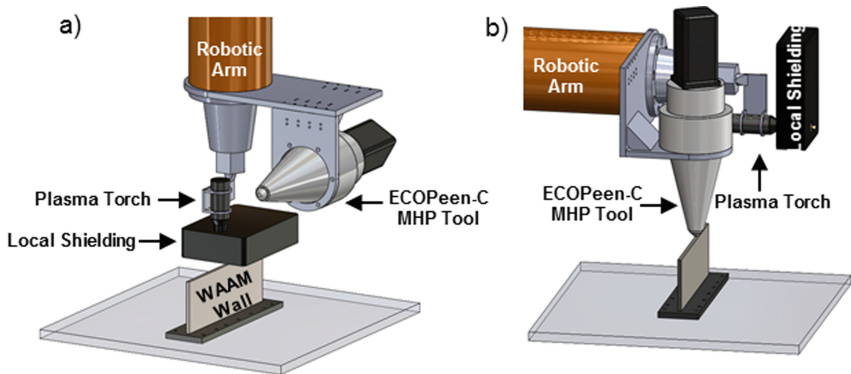 a)
Robotic
Arm
Plasma Torch
ECOPeen-C
MHP Tool
Local Shielding
WAAM
Wall
b)
Robotic
Arm
Local Shielding
ECOPeen-C
MHP Tool
Plasma Torch